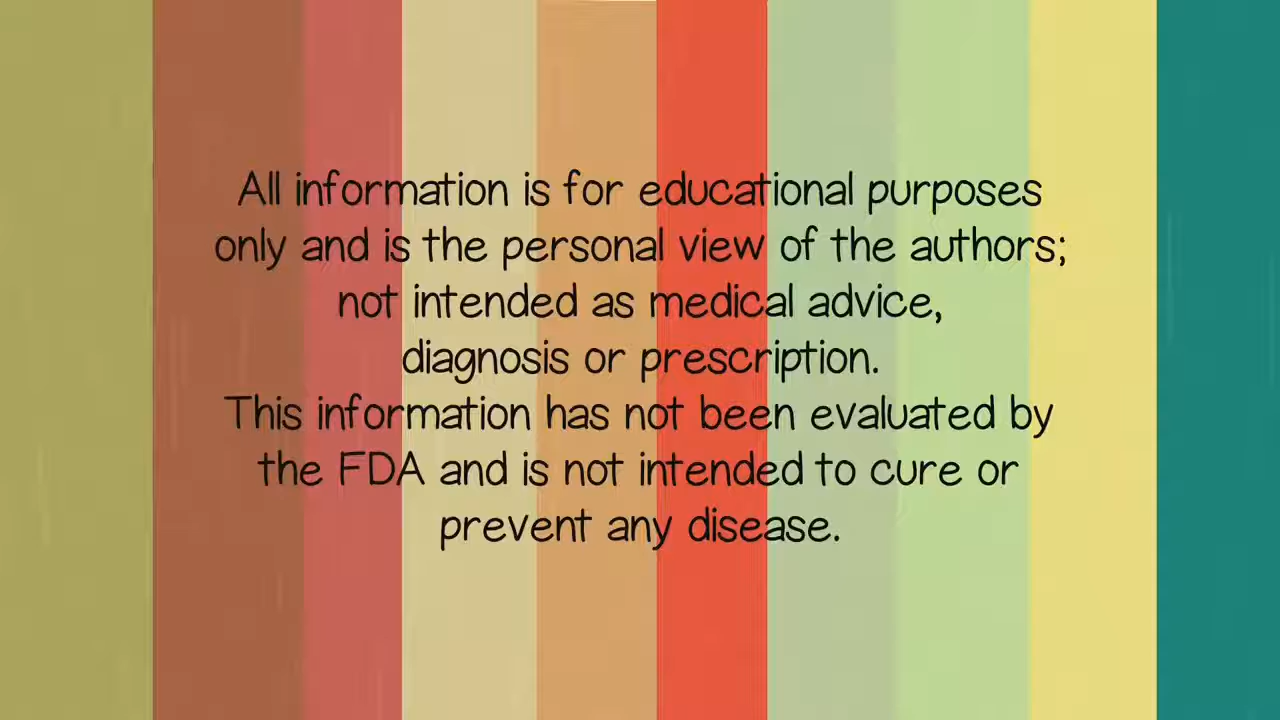 All information is for educational purposes
only and is the personal view of the authors;
not intended as medical advice,
diagnosis or prescription.
This information has not been evaluated by
the FDA and is not intended to cure or
prevent any disease.